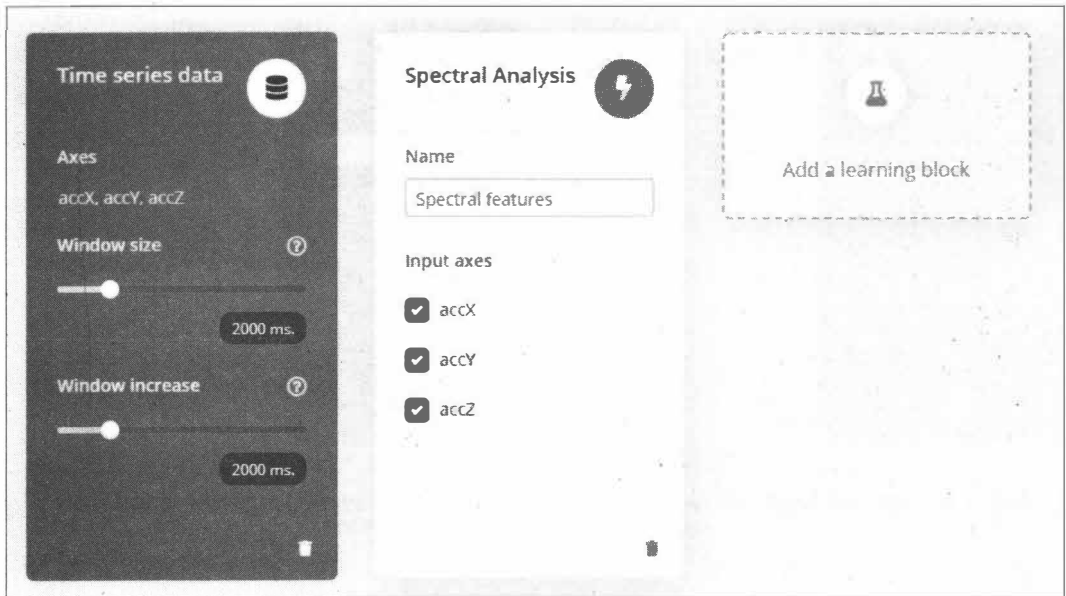 Time series data
Axes
accX, accY, accZ
Window size
2000 ms.
Window increase
2000 ms.
Spectral Analysis
Name
Spectral features
Input axes
accX
accY
accZ
Add a learning block